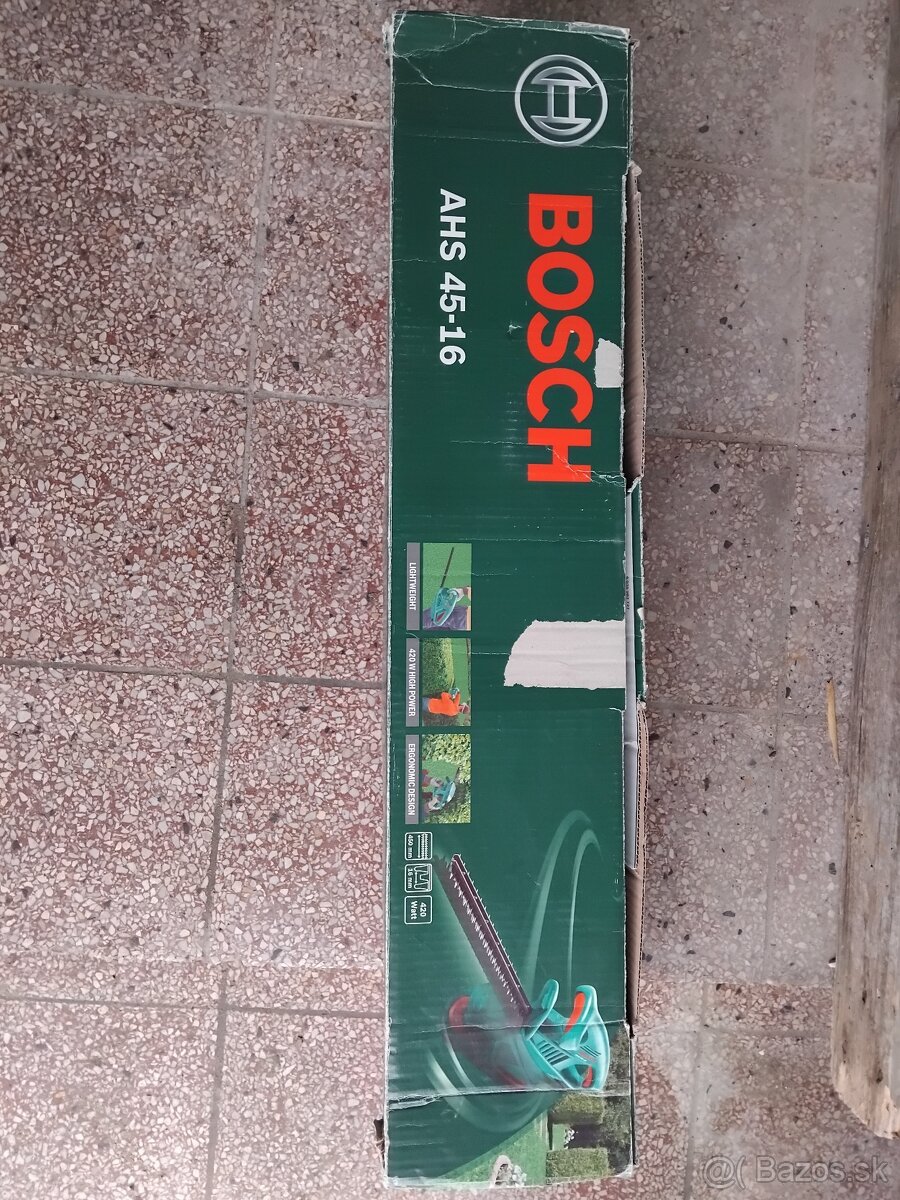 BOSCH
AHS 45-16
LIGHTWEIGHT
420 W HIGH POWER
ERGONOMIC DESIGN
450 mm
16 mm
420
Watt
@( Bazos.sk